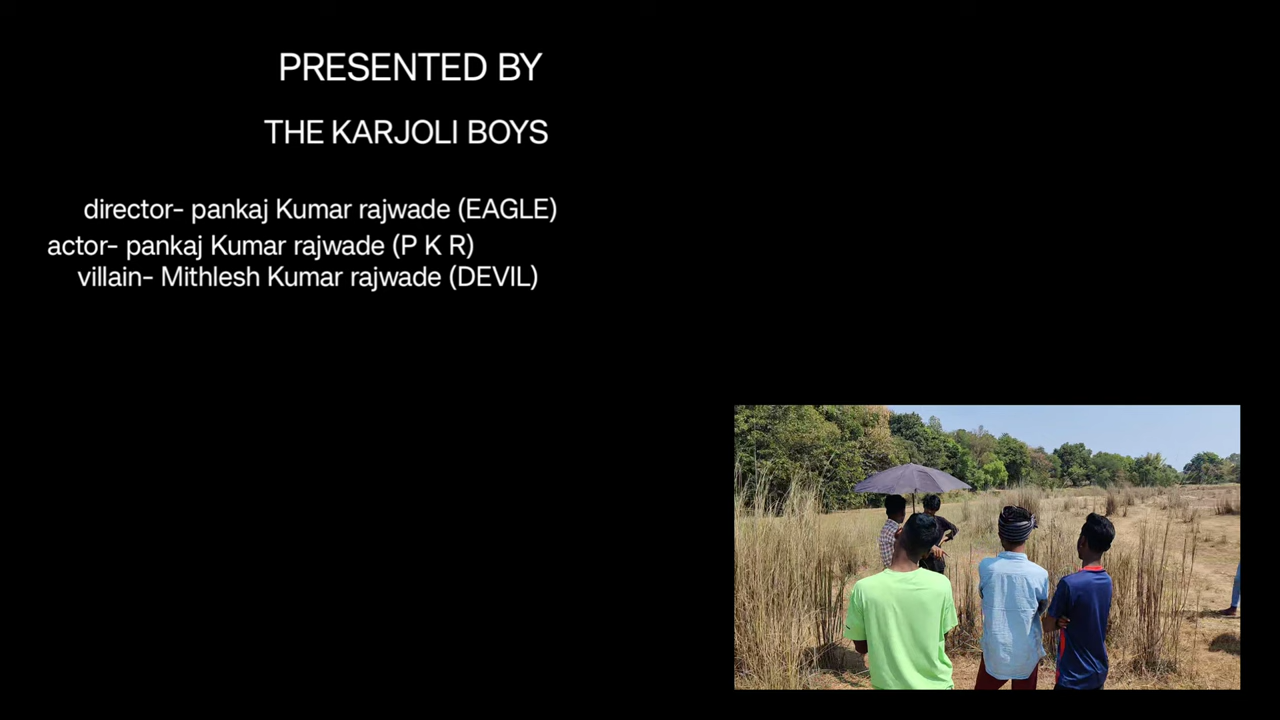 PRESENTED BY
THE KARJOLI BOYS
director- pankaj Kumar rajwade (EAGLE)
actor- pankaj Kumar rajwade (P K R)
villain- Mithlesh Kumar rajwade (DEVIL)